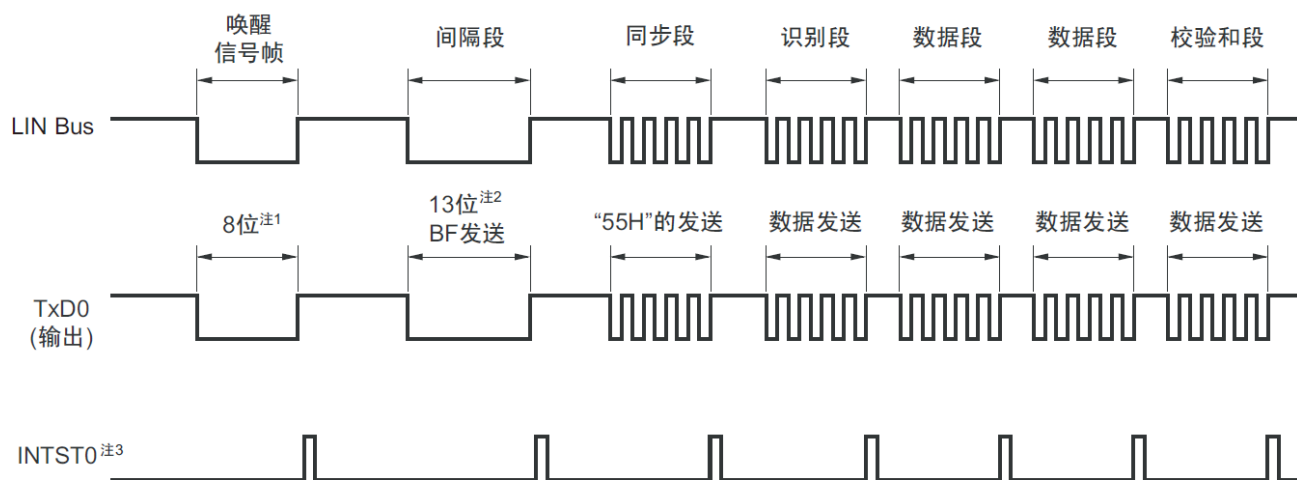 唤醒
信号帧
间隔段
同步段
识别段
数据段
数据段
校验和段
LIN Bus
8位注1
13位注2
BF发送
“55H”的发送
数据发送
数据发送
数据发送
数据发送
TxD0
(输出)
INTST0注3